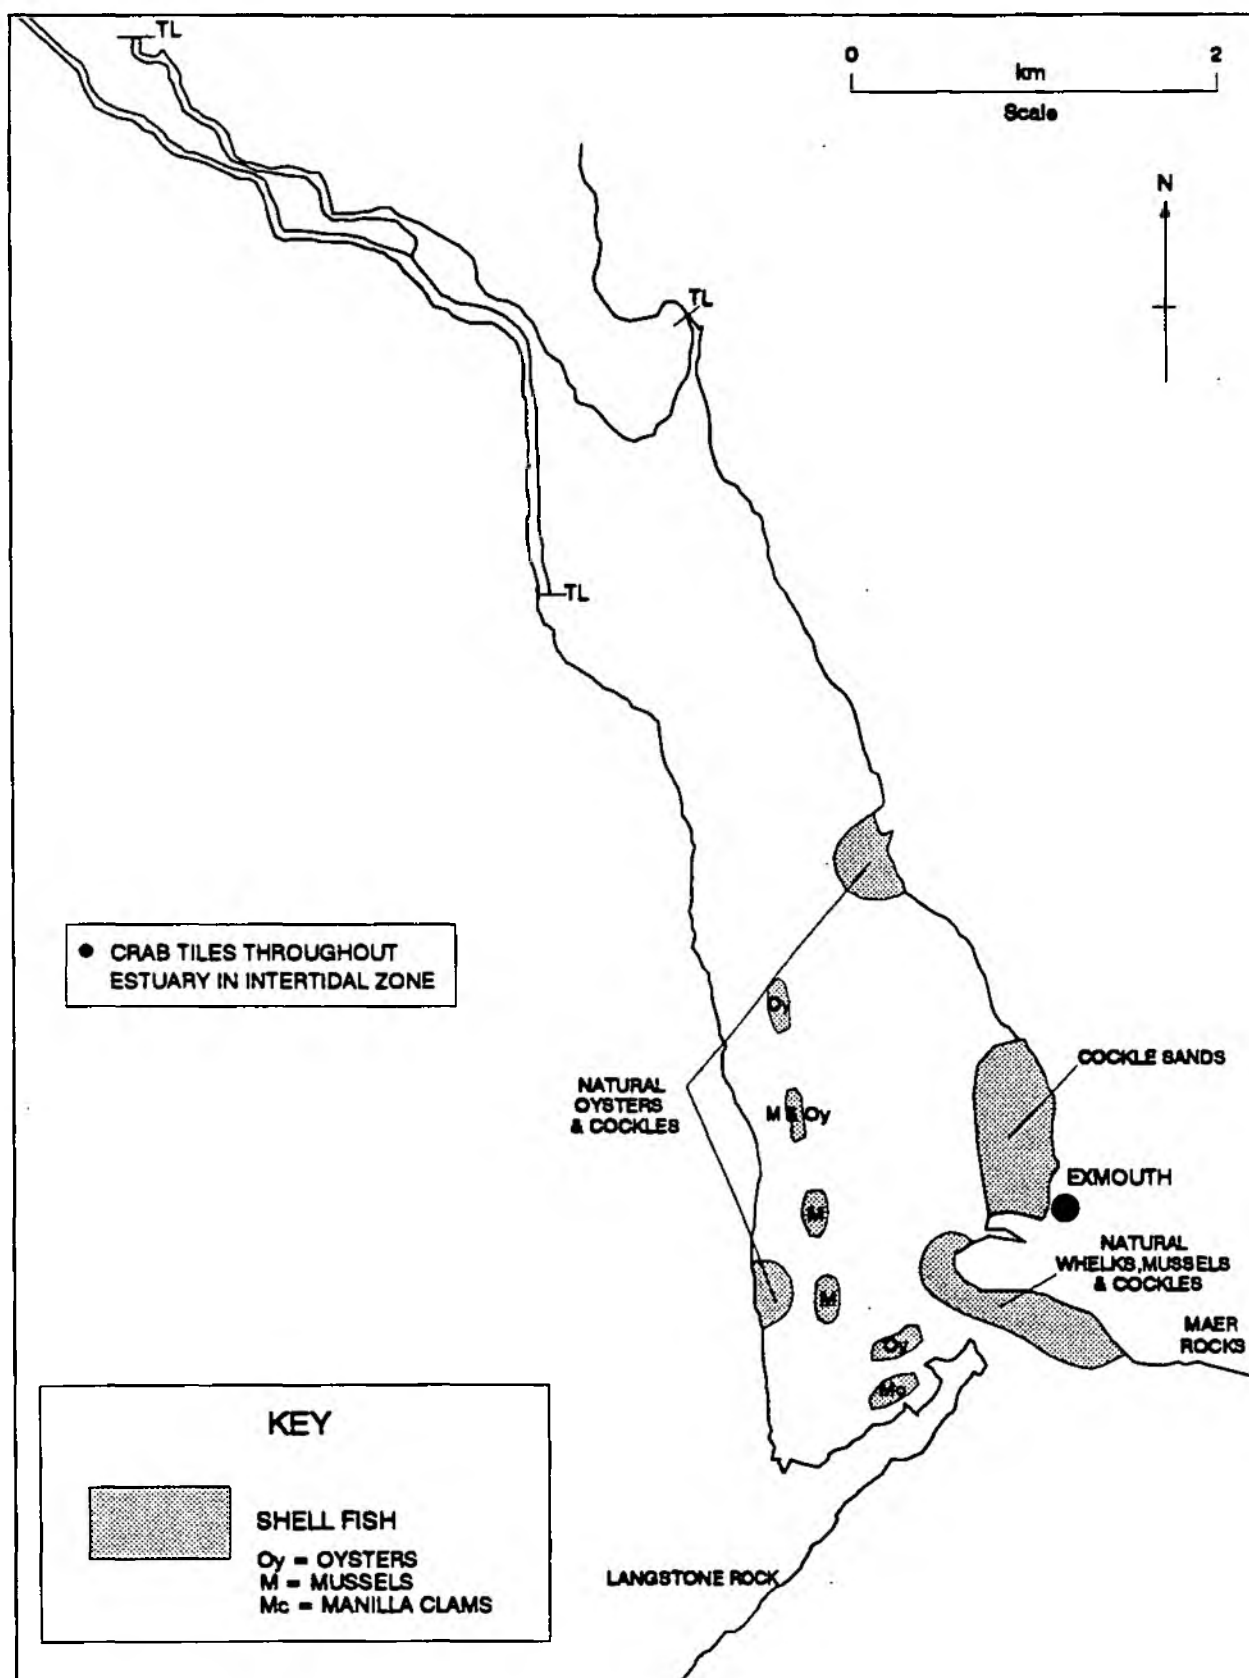 TL
0 2
km
Scale
N
TL
TL
● CRAB TILES THROUGHOUT
ESTUARY IN INTERTIDAL ZONE
Oy
COCKLE SANDS
NATURAL
OYSTERS
& COCKLES
M & Oy
EXMOUTH
M
NATURAL
WHELKS, MUSSELS
& COCKLES
M
MAER
ROCKS
Oy
Mc
KEY
SHELL FISH
Oy = OYSTERS
M = MUSSELS
Mc = MANILLA CLAMS
LANGSTONE ROCK